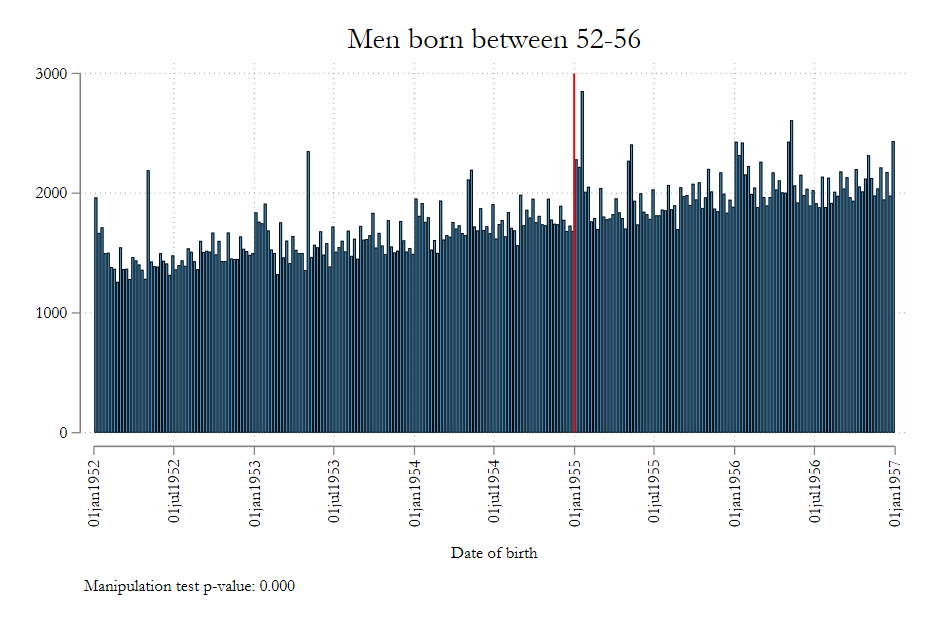 Men born between 52-56
3000
2000
1000
0
01jan1952
01jul1952
01jan1953
01jul1953
01jan1954
01jul1954
01jan1955
01jul1955
01jan1956
01jul1956
01jan1957
Date of birth
Manipulation test p-value: 0.000